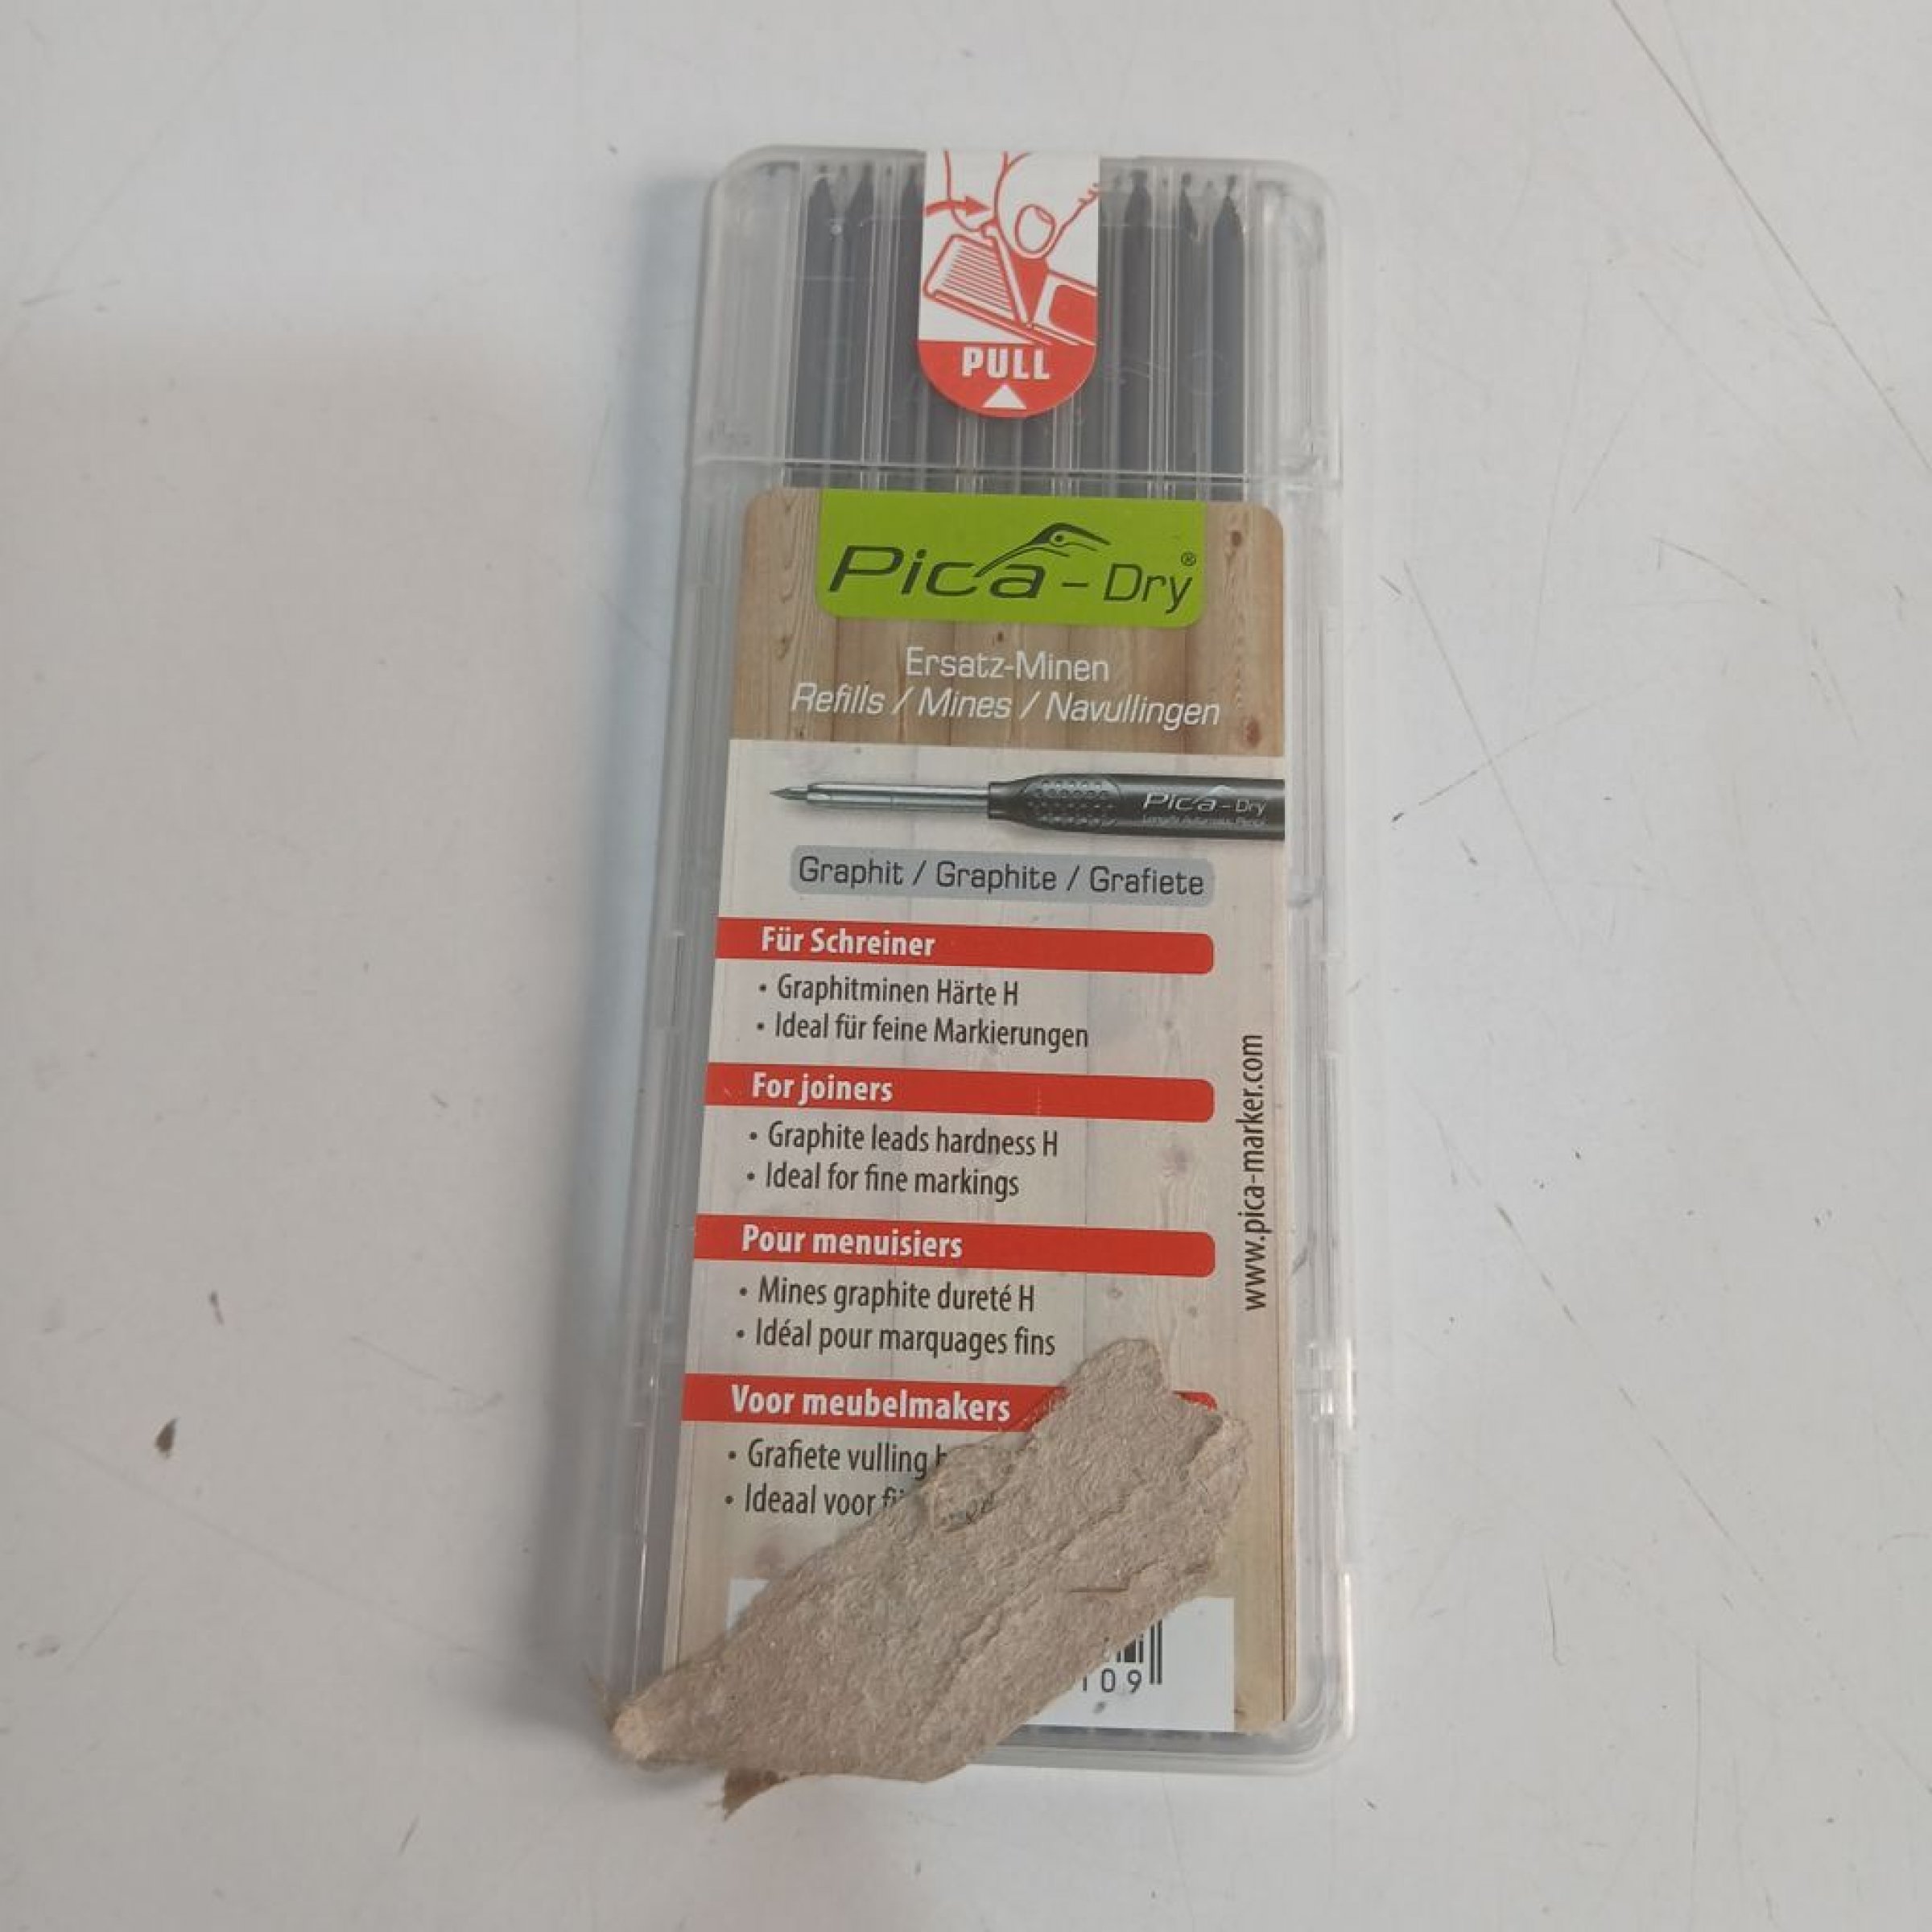 PULL
Pica-Dry®
Ersatz-Minen
Refills / Mines / Navullingen
Pica-Dry
Graphit / Graphite / Grafiete
Für Schreiner
• Graphitminen Härte H
• Ideal für feine Markierungen
For joiners
• Graphite leads hardness H
• Ideal for fine markings
Pour menuisiers
• Mines graphite dureté H
• Idéal pour marquages fins
Voor meubelmakers
• Grafiete vulling
• Ideaal voor
109
www.pica-marker.com